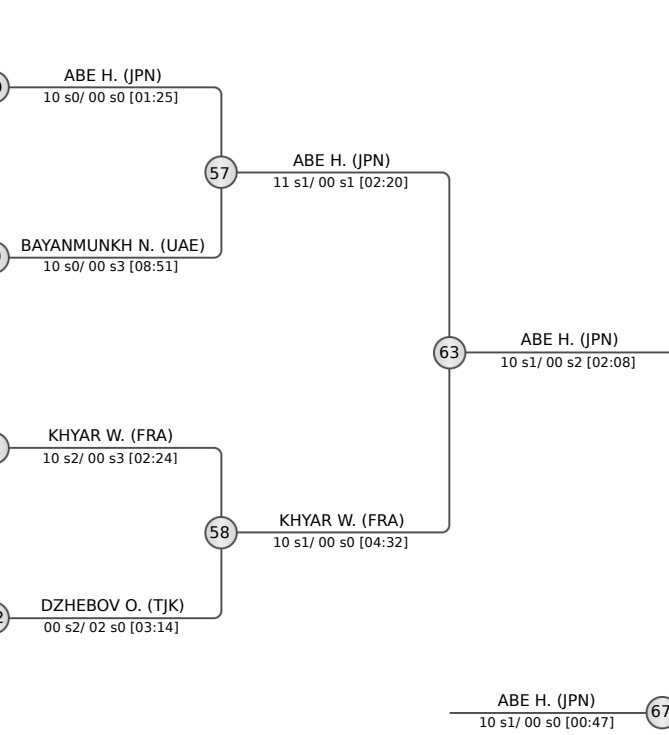 ABE H. (JPN)
10 s0/ 00 s0 [01:25]
57
ABE H. (JPN)
11 s1/ 00 s1 [02:20]
BAYANMUNKH N. (UAE)
10 s0/ 00 s3 [08:51]
63
ABE H. (JPN)
10 s1/ 00 s2 [02:08]
KHYAR W. (FRA)
10 s2/ 00 s3 [02:24]
58
KHYAR W. (FRA)
10 s1/ 00 s0 [04:32]
DZHEBOV O. (TJK)
00 s2/ 02 s0 [03:14]
ABE H. (JPN)
10 s1/ 00 s0 [00:47]
67